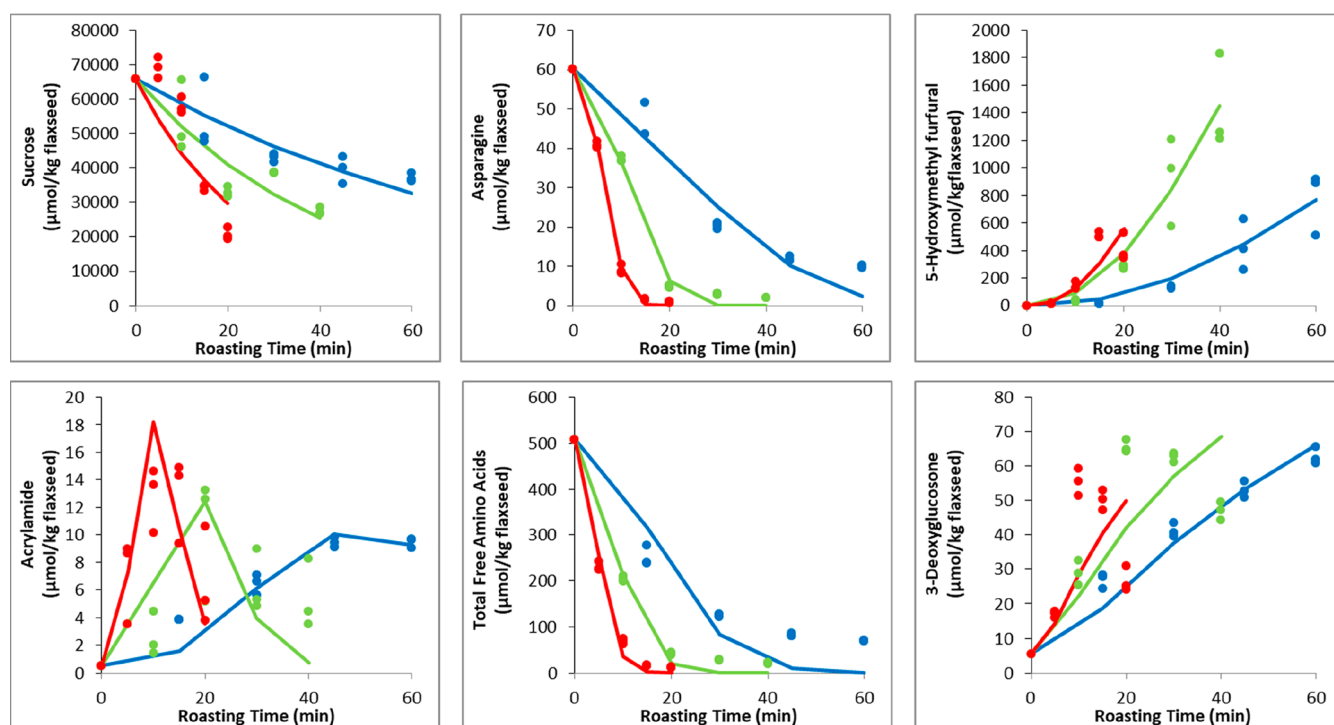 80000
70000
60000
50000
40000
30000
20000
10000
0
Sucrose
(µmol/kg flaxseed)
0 20 40 60
Roasting Time (min)
70
60
50
40
30
20
10
0
Asparagine
(µmol/kg flaxseed)
0 20 40 60
Roasting Time (min)
2000
1800
1600
1400
1200
1000
800
600
400
200
0
5-Hydroxymethyl furfural
(µmol/kgflaxseed)
0 20 40 60
Roasting Time (min)
20
18
16
14
12
10
8
6
4
2
0
Acrylamide
(µmol/kg flaxseed)
0 20 40 60
Roasting Time (min)
600
500
400
300
200
100
0
Total Free Amino Acids
(µmol/kg flaxseed)
0 20 40 60
Roasting Time (min)
80
70
60
50
40
30
20
10
0
3-Deoxyglucosone
(µmol/kg flaxseed)
0 20 40 60
Roasting Time (min)